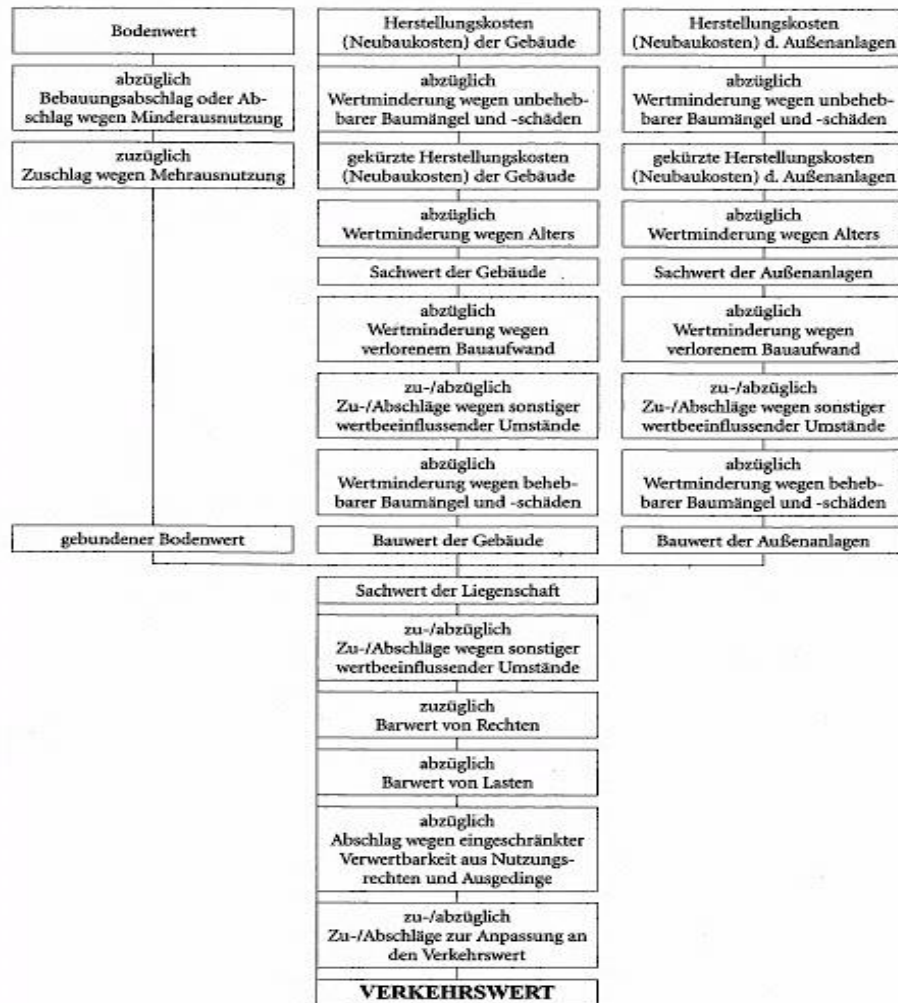 Bodenwert
abzüglich
Bebauungsabschlag oder Ab-
schlag wegen Minderausnutzung
zuzüglich
Zuschlag wegen Mehrausnutzung
gebundener Bodenwert
Herstellungskosten
(Neubaukosten) der Gebäude
abzüglich
Wertminderung wegen unbeheb-
barer Baumängel und -schäden
gekürzte Herstellungskosten
(Neubaukosten) der Gebäude
abzüglich
Wertminderung wegen Alters
Sachwert der Gebäude
abzüglich
Wertminderung wegen
verlorenem Bauaufwand
zu-/abzüglich
Zu-/Abschläge wegen sonstiger
wertbeeinflussender Umstände
abzüglich
Wertminderung wegen beheb-
barer Baumängel und -schäden
Bauwert der Gebäude
Herstellungskosten
(Neubaukosten) d. Außenanlagen
abzüglich
Wertminderung wegen unbeheb-
barer Baumängel und -schäden
gekürzte Herstellungskosten
(Neubaukosten) d. Außenanlagen
abzüglich
Wertminderung wegen Alters
Sachwert der Außenanlagen
abzüglich
Wertminderung wegen
verlorenem Bauaufwand
zu-/abzüglich
Zu-/Abschläge wegen sonstiger
wertbeeinflussender Umstände
abzüglich
Wertminderung wegen beheb-
barer Baumängel und -schäden
Bauwert der Außenanlagen
Sachwert der Liegenschaft
zu-/abzüglich
Zu-/Abschläge wegen sonstiger
wertbeeinflussender Umstände
zuzüglich
Barwert von Rechten
abzüglich
Barwert von Lasten
abzüglich
Abschlag wegen eingeschränkter
Verwertbarkeit aus Nutzungs-
rechten und Ausgedinge
zu-/abzüglich
Zu-/Abschläge zur Anpassung an
den Verkehrswert
VERKEHRSWERT